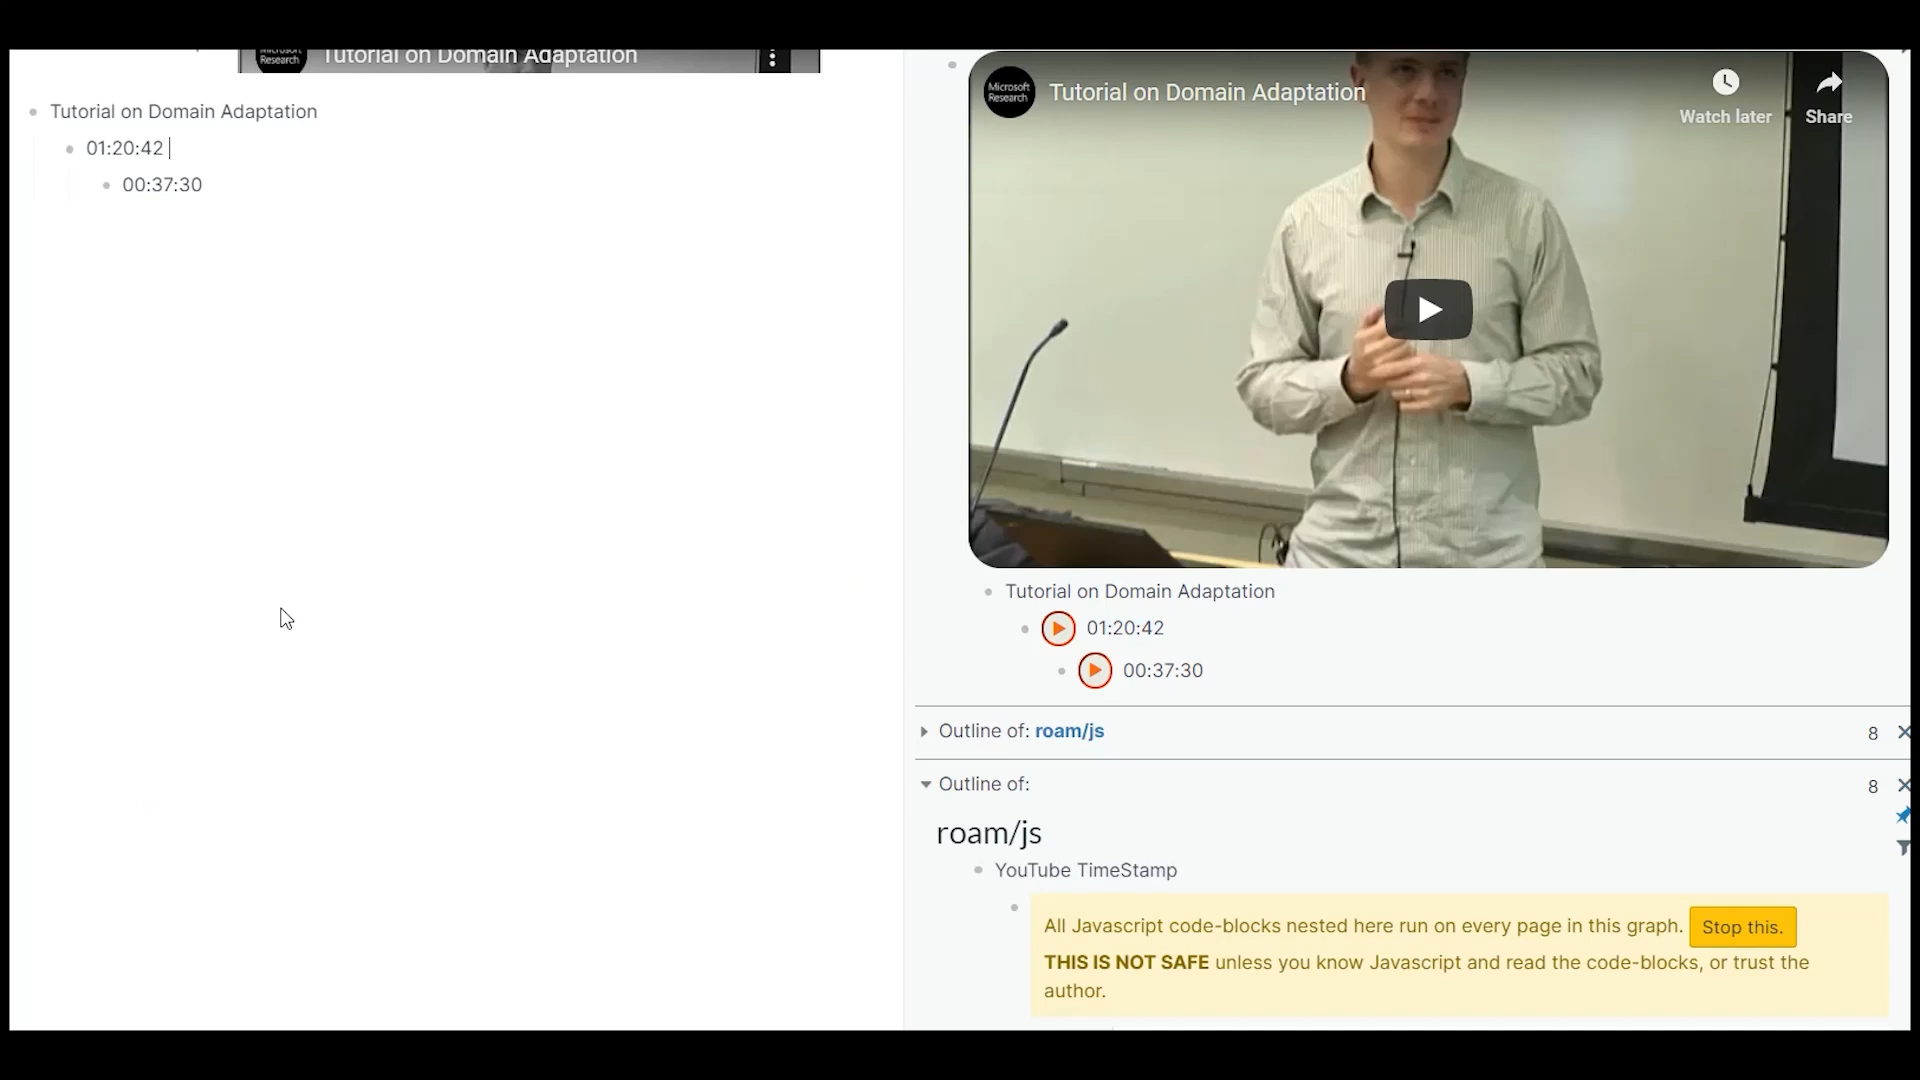 Microsoft
Research
Tutorial on Domain Adaptation
Tutorial on Domain Adaptation
01:20:42
00:37:30
Microsoft
Research
Tutorial on Domain Adaptation
Watch later
Share
Tutorial on Domain Adaptation
01:20:42
00:37:30
Outline of: roam/js
8
Outline of:
8
roam/js
YouTube TimeStamp
All Javascript code-blocks nested here run on every page in this graph. Stop this.
THIS IS NOT SAFE unless you know Javascript and read the code-blocks, or trust the
author.